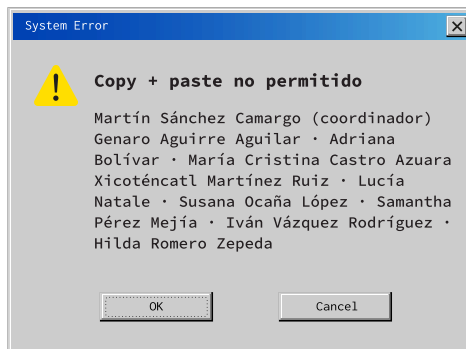 System Error
Copy + paste no permitido
Martín Sánchez Camargo (coordinador)
Genaro Aguirre Aguilar · Adriana
Bolívar · María Cristina Castro Azuara
Xicoténcatl Martínez Ruiz · Lucía
Natale · Susana Ocaña López · Samantha
Pérez Mejía · Iván Vázquez Rodríguez ·
Hilda Romero Zepeda
OK
Cancel